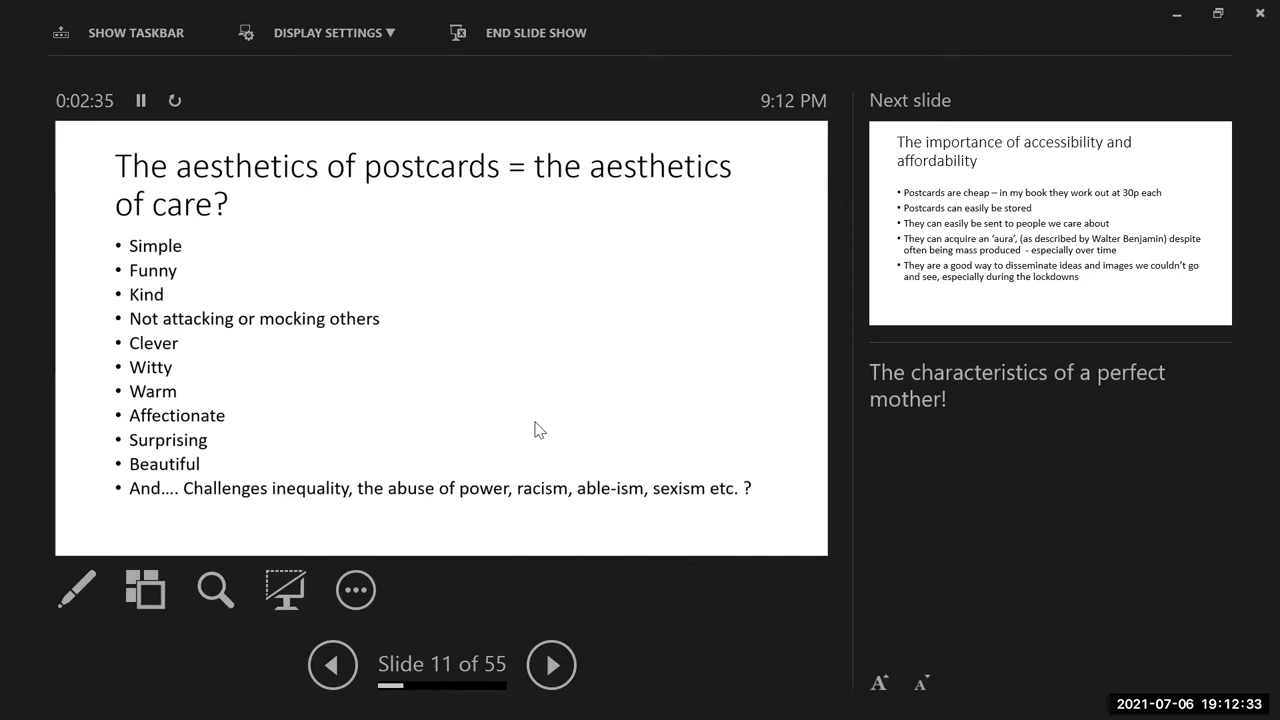 SHOW TASKBAR
DISPLAY SETTINGS ▼
END SLIDE SHOW
0:02:35
9:12 PM
The aesthetics of postcards = the aesthetics
of care?
• Simple
• Funny
• Kind
• Not attacking or mocking others
• Clever
• Witty
• Warm
• Affectionate
• Surprising
• Beautiful
• And…. Challenges inequality, the abuse of power, racism, able-ism, sexism etc. ?
Slide 11 of 55
Next slide
The importance of accessibility and
affordability
• Postcards are cheap – in my book they work out at 30p each
• Postcards can easily be stored
• They can easily be sent to people we care about
• They can acquire an ‘aura’, (as described by Walter Benjamin) despite
often being mass produced - especially over time
• They are a good way to disseminate ideas and images we couldn’t go
and see, especially during the lockdowns
The characteristics of a perfect
mother!
A A
2021-07-06 19:12:33